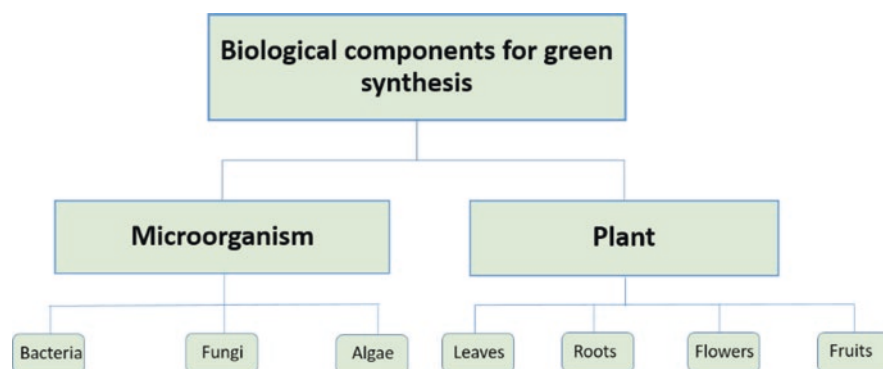 Biological components for green
synthesis
Microorganism
Plant
Bacteria
Fungi
Algae
Leaves
Roots
Flowers
Fruits